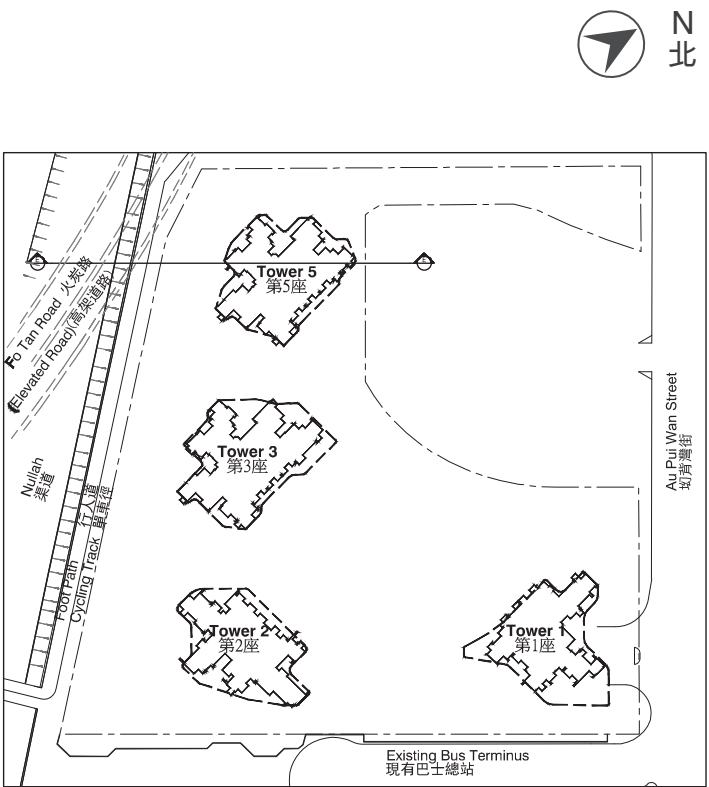 N
北
Tower 5
第5座
Fo Tan Road 火炭路
(Elevated Road)(高架道路)
Tower 3
第3座
Nullah
渠道
Au Pui Wan Street
坳背灣街
Foot Path 行人道
Cycling Track 單車徑
Tower 2
第2座
Tower 1
第1座
Existing Bus Terminus
現有巴士總站